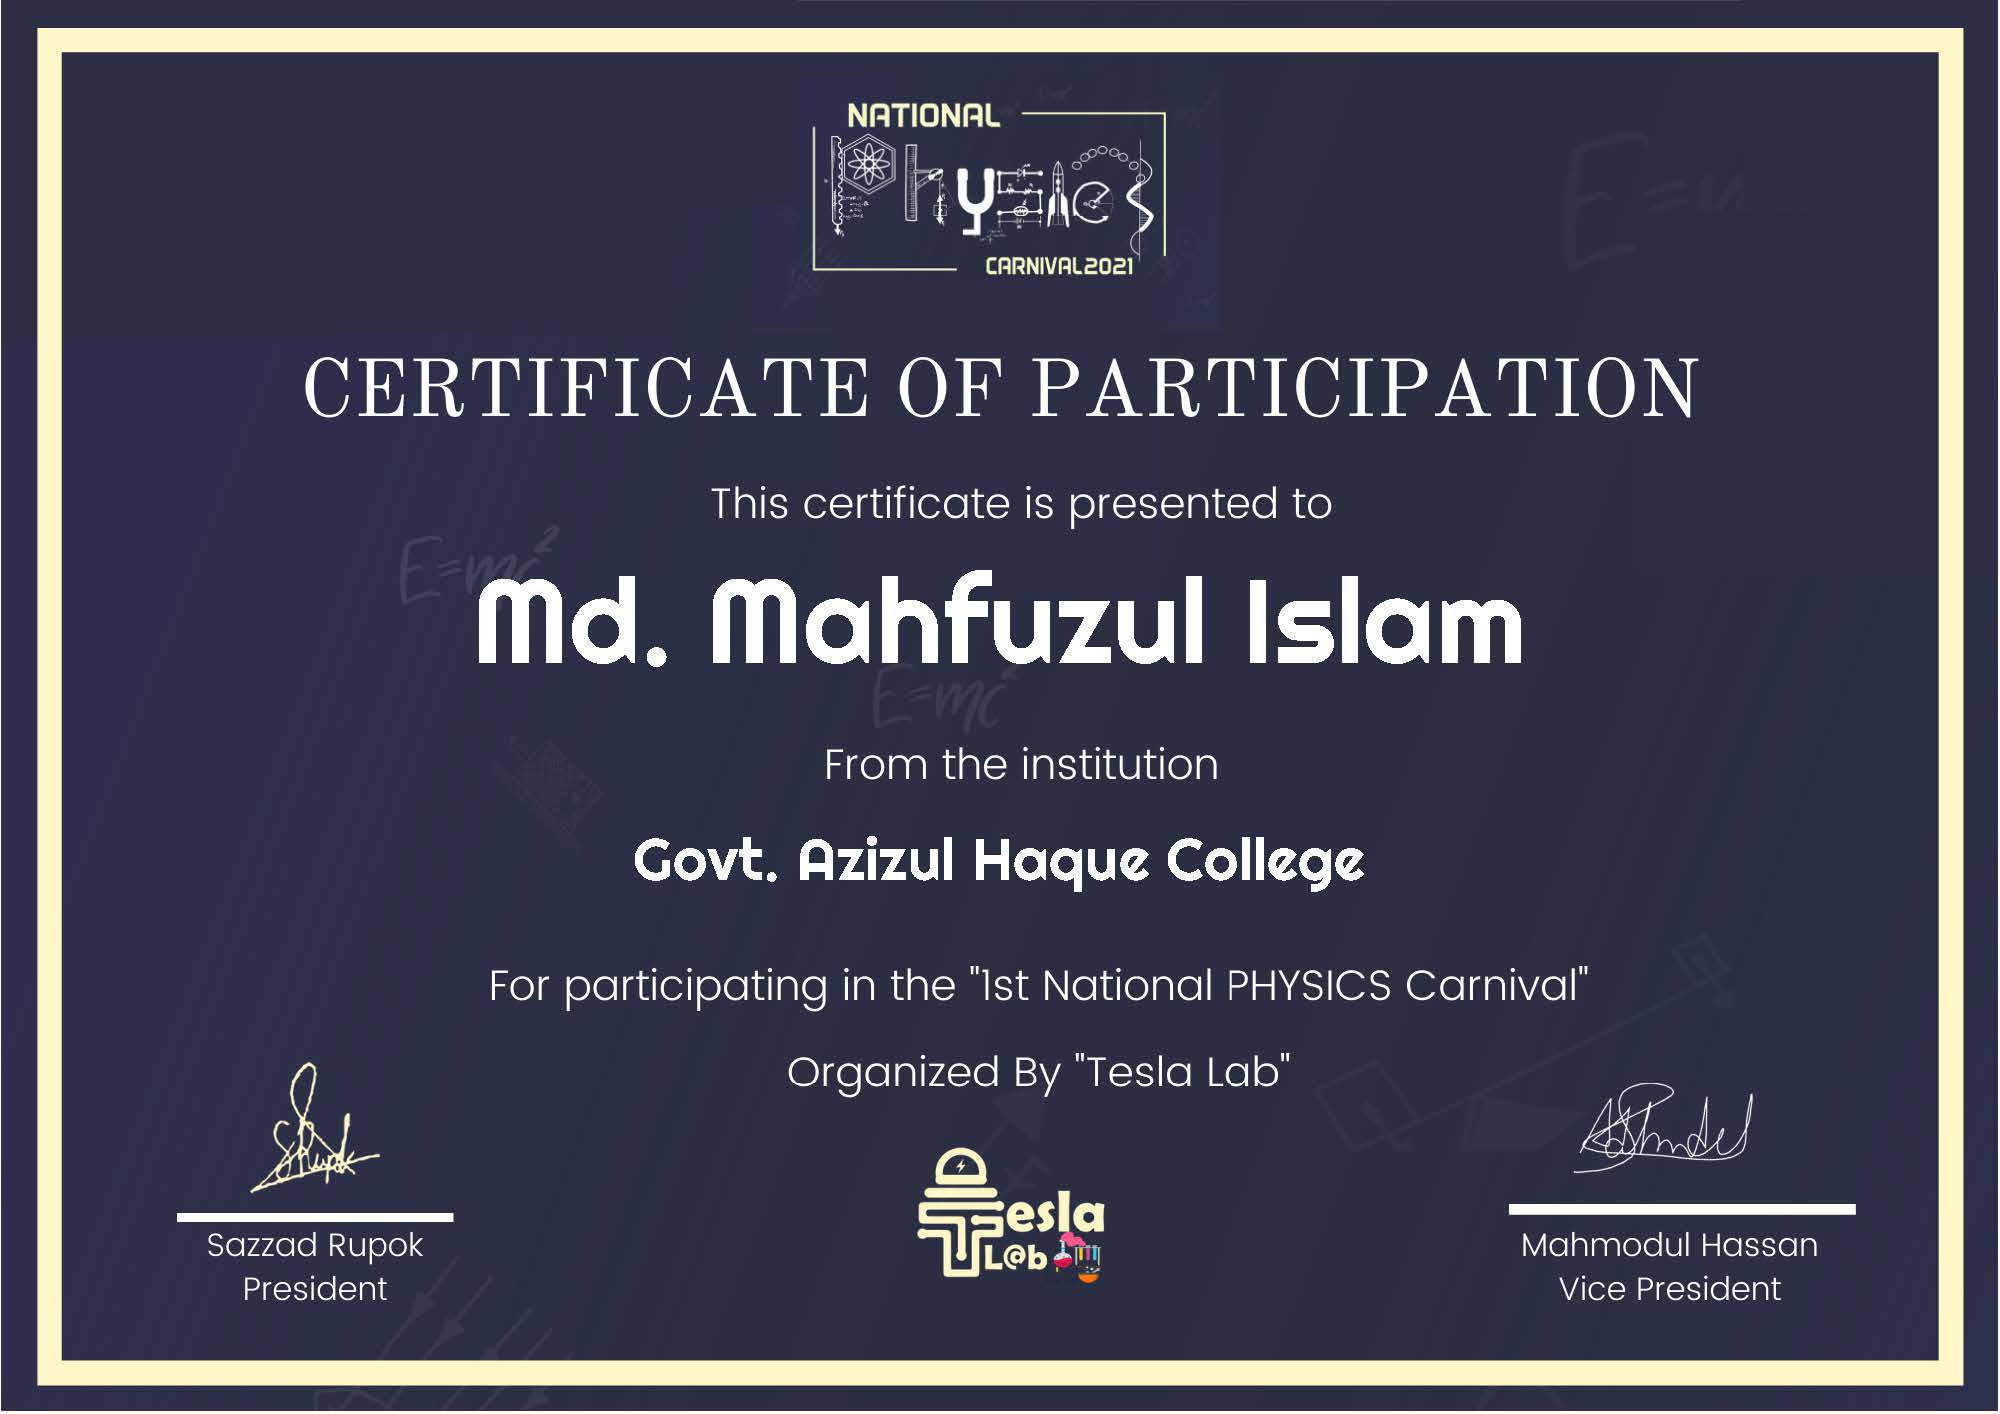 NATIONAL
Physics
CARNIVAL2021
CERTIFICATE OF PARTICIPATION
This certificate is presented to
E=mc²
Md. Mahfuzul Islam
E=mc²
From the institution
Govt. Azizul Haque College
For participating in the "1st National PHYSICS Carnival"
Organized By "Tesla Lab"
Tesla
L@b
Sazzad Rupok
President
Mahmodul Hassan
Vice President